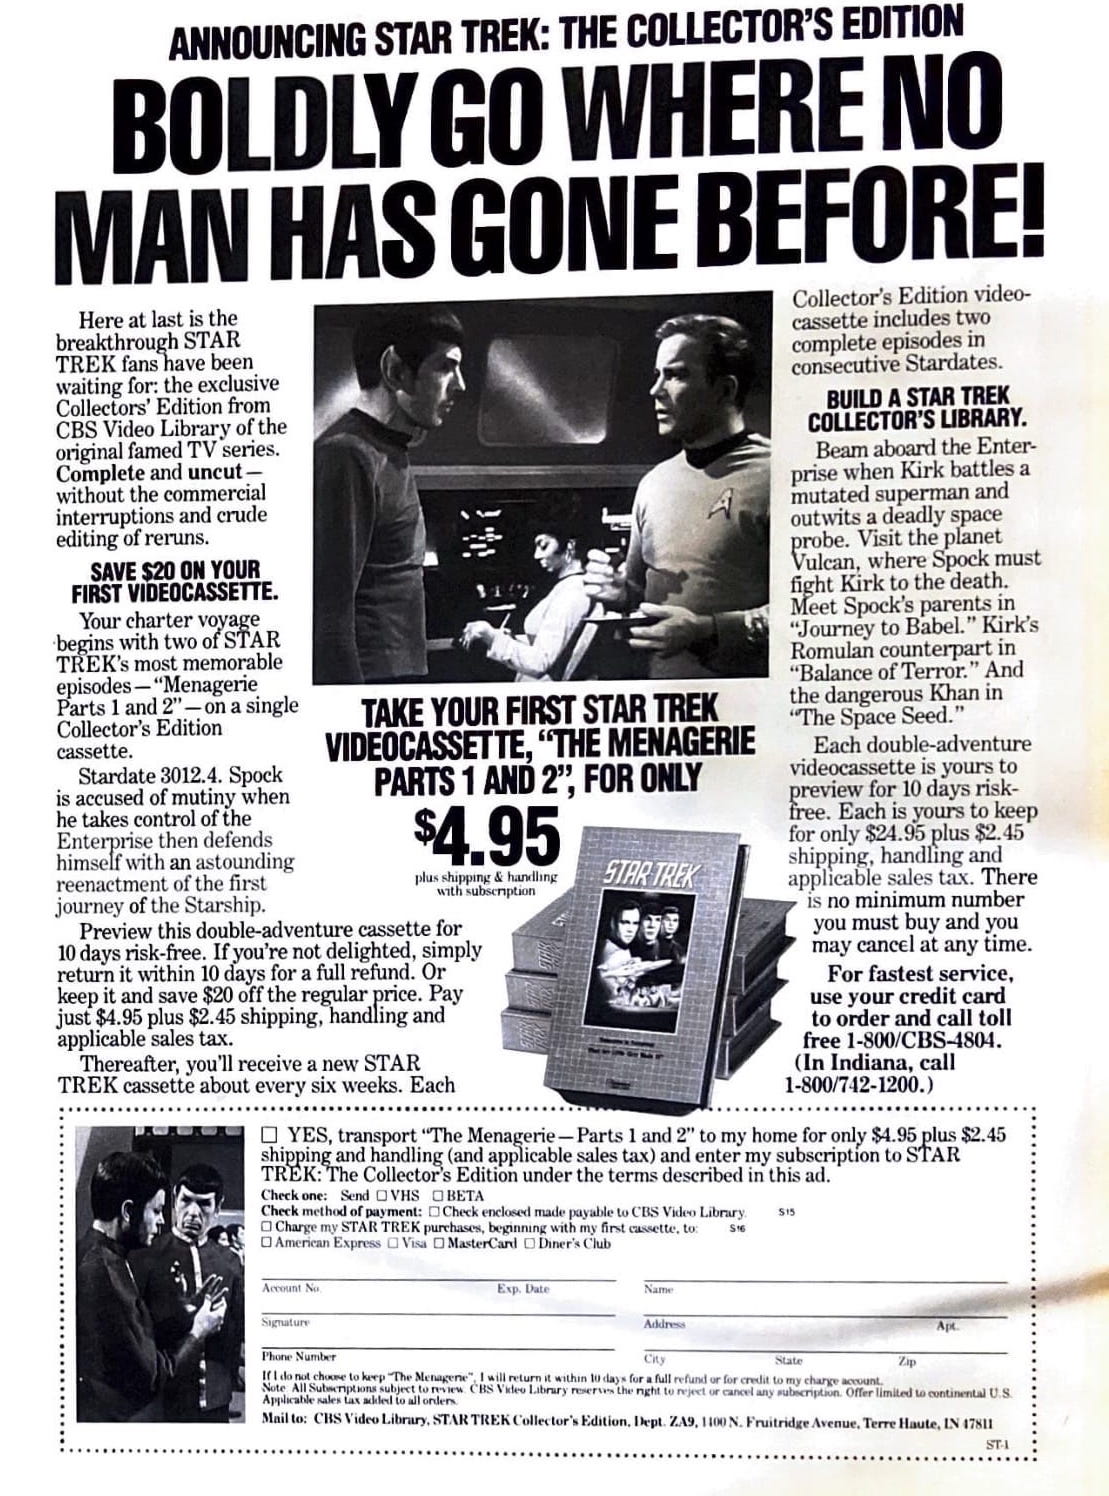 ANNOUNCING STAR TREK: THE COLLECTOR'S EDITION
BOLDLY GO WHERE NO
MAN HAS GONE BEFORE!
Here at last is the
breakthrough STAR
TREK fans have been
waiting for: the exclusive
Collectors' Edition from
CBS Video Library of the
original famed TV series.
Complete and uncut—
without the commercial
interruptions and crude
editing of reruns.
SAVE $20 ON YOUR
FIRST VIDEOCASSETTE.
Your charter voyage
begins with two of STAR
TREK's most memorable
episodes—"Menagerie
Parts 1 and 2"—on a single
Collector's Edition
cassette.
Stardate 3012.4. Spock
is accused of mutiny when
he takes control of the
Enterprise then defends
himself with an astounding
reenactment of the first
journey of the Starship.
Preview this double-adventure cassette for
10 days risk-free. If you're not delighted, simply
return it within 10 days for a full refund. Or
keep it and save $20 off the regular price. Pay
just $4.95 plus $2.45 shipping, handling and
applicable sales tax.
Thereafter, you'll receive a new STAR
TREK cassette about every six weeks. Each
TAKE YOUR FIRST STAR TREK
VIDEOCASSETTE, "THE MENAGERIE
PARTS 1 AND 2", FOR ONLY
$4.95
plus shipping & handling
with subscription
STAR TREK
Collector's Edition video-
cassette includes two
complete episodes in
consecutive Stardates.
BUILD A STAR TREK
COLLECTOR'S LIBRARY.
Beam aboard the Enter-
prise when Kirk battles a
mutated superman and
outwits a deadly space
probe. Visit the planet
Vulcan, where Spock must
fight Kirk to the death.
Meet Spock's parents in
"Journey to Babel." Kirk's
Romulan counterpart in
"Balance of Terror." And
the dangerous Khan in
"The Space Seed."
Each double-adventure
videocassette is yours to
preview for 10 days risk-
free. Each is yours to keep
for only $24.95 plus $2.45
shipping, handling and
applicable sales tax. There
is no minimum number
you must buy and you
may cancel at any time.
For fastest service,
use your credit card
to order and call toll
free 1-800/CBS-4804.
(In Indiana, call
1-800/742-1200.)
YES, transport "The Menagerie—Parts 1 and 2" to my home for only $4.95 plus $2.45
shipping and handling (and applicable sales tax) and enter my subscription to STAR
TREK: The Collector's Edition under the terms described in this ad.
Check one: Send □ VHS □ BETA
Check method of payment: □ Check enclosed made payable to CBS Video Library. S15
□ Charge my STAR TREK purchases, beginning with my first cassette, to: S16
□ American Express □ Visa □ MasterCard □ Diner's Club
Account No. Exp. Date
Signature
Phone Number
Name
Address Apt.
City State Zip
If I do not choose to keep "The Menagerie", I will return it within 10 days for a full refund or for credit to my charge account.
Note: All Subscriptions subject to review. CBS Video Library reserves the right to reject or cancel any subscription. Offer limited to continental U.S.
Applicable sales tax added to all orders.
Mail to: CBS Video Library, STAR TREK Collector's Edition, Dept. ZA9, 1400 N. Fruitridge Avenue, Terre Haute, IN 47811
ST-1